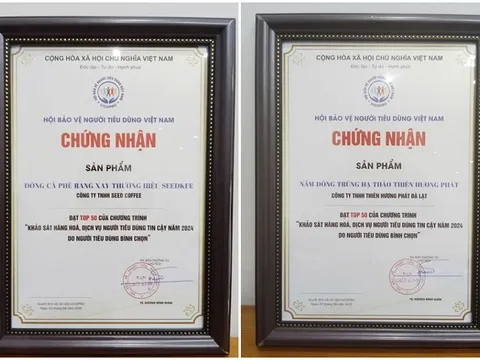 CỘNG HÒA XÃ HỘI CHỦ NGHĨA VIỆT NAM
Độc lập - Tự do - Hạnh phúc
HỘI BẢO VỆ NGƯỜI TIÊU DÙNG VIỆT NAM
CHỨNG NHẬN
SẢN PHẨM
DÒNG CÀ PHÊ RANG XAY THƯƠNG HIỆU SEEDKFE
CÔNG TY TNHH SEED COFFEE
ĐẠT TOP 50 CỦA CHƯƠNG TRÌNH
"KHẢO SÁT HÀNG HOÁ, DỊCH VỤ NGƯỜI TIÊU DÙNG TIN CẬY NĂM 2024
DO NGƯỜI TIÊU DÙNG BÌNH CHỌN"
CỘNG HÒA XÃ HỘI CHỦ NGHĨA VIỆT NAM
Độc lập - Tự do - Hạnh phúc
HỘI BẢO VỆ NGƯỜI TIÊU DÙNG VIỆT NAM
CHỨNG NHẬN
SẢN PHẨM
NẤM ĐÔNG TRÙNG HẠ THẢO THIÊN HƯƠNG PHÁT
CÔNG TY TNHH THIÊN HƯƠNG PHÁT ĐÀ LẠT
ĐẠT TOP 50 CỦA CHƯƠNG TRÌNH
"KHẢO SÁT HÀNG HOÁ, DỊCH VỤ NGƯỜI TIÊU DÙNG TIN CẬY NĂM 2024
DO NGƯỜI TIÊU DÙNG BÌNH CHỌN"